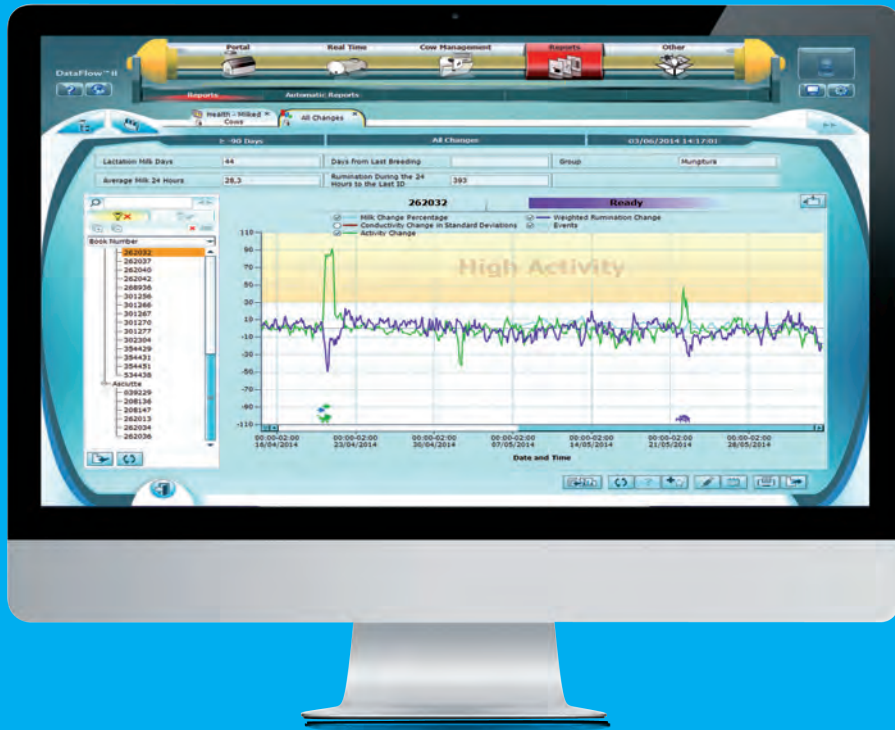 Portal Real Time Cow Management Reports Other
DataFlow™ II
Reports Automatic Reports
Health - Milked Cows
All Changes
- -90 Days All Changes 03/06/2014 14:17:01
Lactation Milk Days 44 Days from Last Breeding Group Mungitura
Average Milk 24 Hours 28,3 Rumination During the 24 Hours to the Last ID 393
262032 Ready
Milk Change Percentage Weighted Rumination Change
Conductivity Change in Standard Deviations Events
Activity Change
Book Number
262032
262037
262040
262042
268936
301256
301266
301267
301270
301277
302304
354429
354431
354451
534438
Asciutte
039229
208136
208147
262013
262034
262036
High Activity
110
90
70
50
30
10
-10
-30
-50
-70
-90
-110
00:00-02:00 00:00-02:00 00:00-02:00 00:00-02:00 00:00-02:00 00:00-02:00 00:00-02:00
16/04/2014 23/04/2014 30/04/2014 07/05/2014 14/05/2014 21/05/2014 28/05/2014
Date and Time